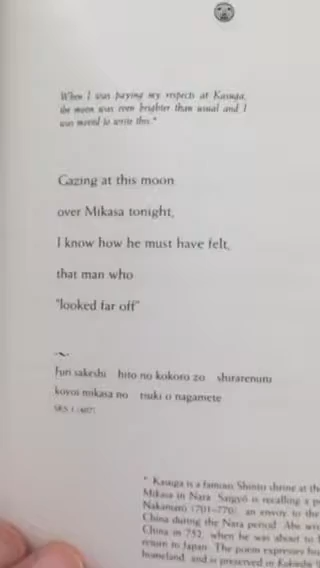 When I was paying my respects at Kasuga,
the moon was even brighter than usual and I
was moved to write this.*
Gazing at this moon
over Mikasa tonight,
I know how he must have felt,
that man who
"looked far off"
Furi sakeshi hito no kokoro zo shirarenuru
koyoi mikasa no tsuki o nagamete
* Kasuga is a famous Shinto shrine at th
Mikasa in Nara. Saigyō is recalling a p
Nakamaro (701–770), an envoy to the
China during the Nara period. Abe wro
China in 752, when he was about to
return to Japan. The poem expresses his
homeland, and is preserved in Kokinshū